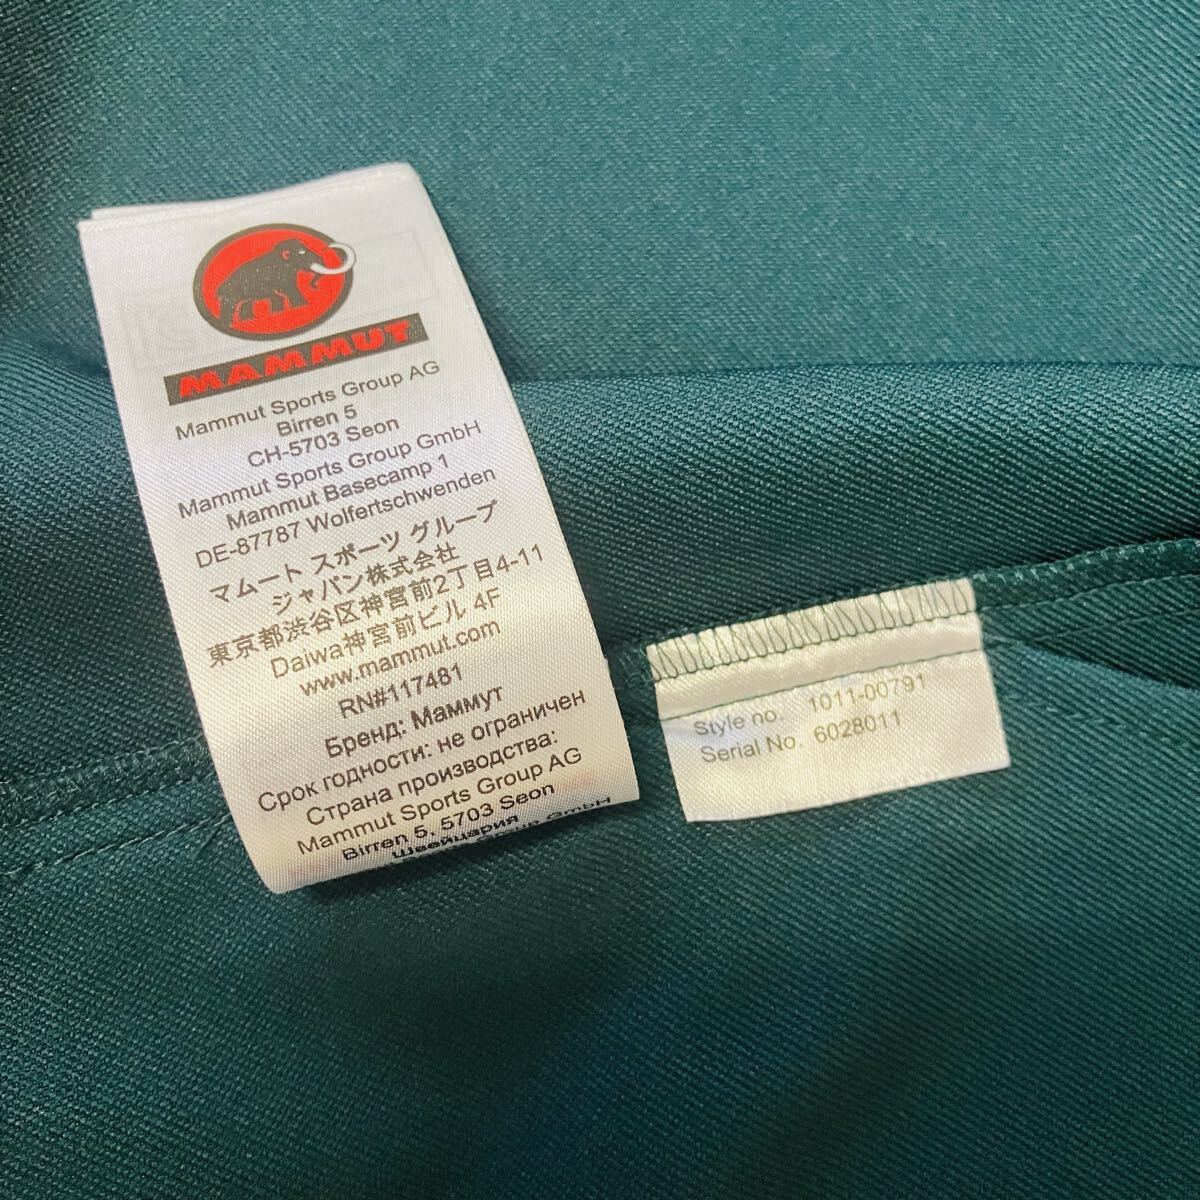 MAMMUT
Mammut Sports Group AG
Birren 5
CH-5703 Seon
Mammut Sports Group GmbH
Mammut Basecamp 1
DE-87787 Wolfertschwenden
マムート スポーツ グループ
ジャパン株式会社
東京都渋谷区神宮前2丁目4-11
Daiwa神宮前ビル 4F
www.mammut.com
RN#117481
Бренд: Маммут
Срок годности: не ограничен
Страна производства:
Mammut Sports Group AG
Birren 5, 5703 Seon
Швейцария
GmbH
Style no. 1011-00791
Serial No. 6028011